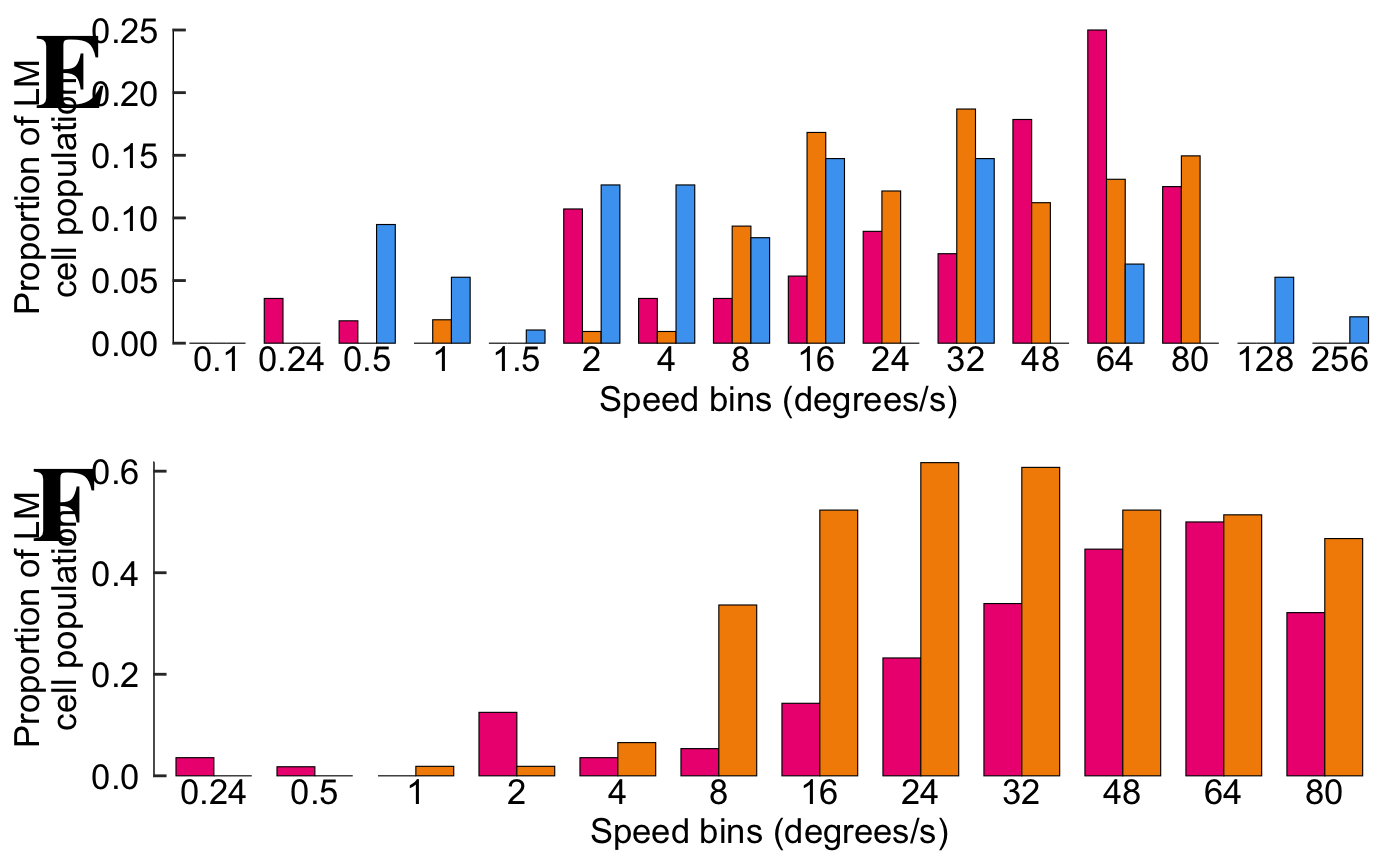 E
Proportion of LM
cell population
0.25
0.20
0.15
0.10
0.05
0.00
0.1 0.24 0.5 1 1.5 2 4 8 16 24 32 48 64 80 128 256
Speed bins (degrees/s)
F
Proportion of LM
cell population
0.6
0.4
0.2
0.0
0.24 0.5 1 2 4 8 16 24 32 48 64 80
Speed bins (degrees/s)